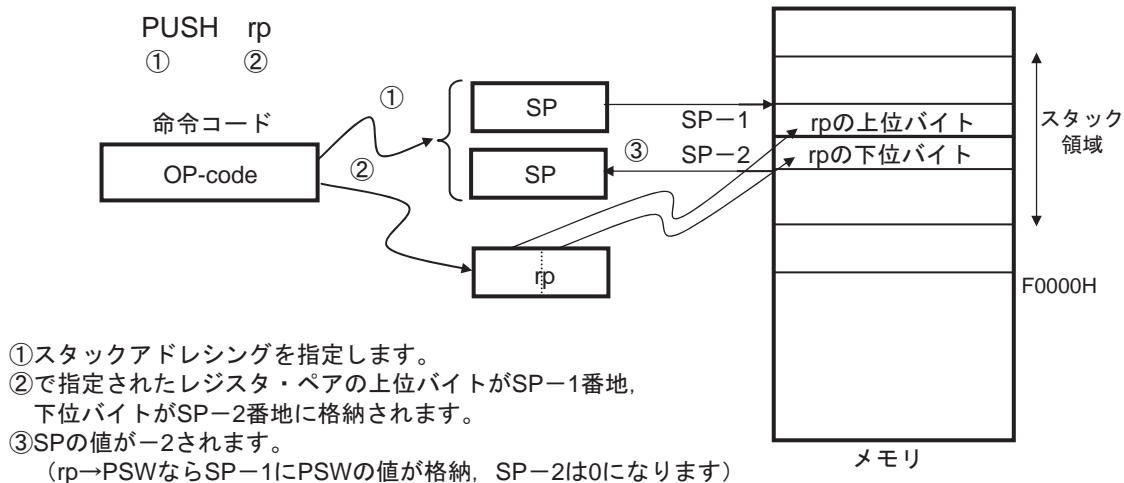 PUSH rp
① ②
命令コード
OP-code
①
②
SP
SP
③
rp
SP－1
SP－2
rpの上位バイト
rpの下位バイト
スタック
領域
F0000H
メモリ
①スタックアドレシングを指定します。
②で指定されたレジスタ・ペアの上位バイトがSP－1番地，
下位バイトがSP－2番地に格納されます。
③SPの値が－2されます。
（rp→PSWならSP－1にPSWの値が格納，SP－2は0になります）